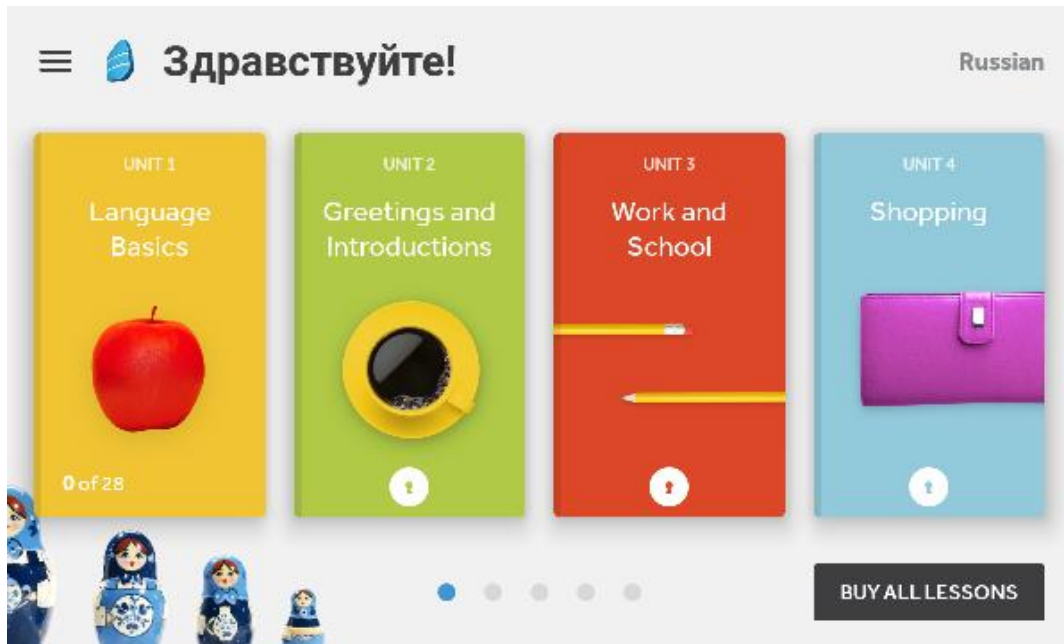 Здравствуйте!
Russian
UNIT 1
Language
Basics
0 of 28
UNIT 2
Greetings and
Introductions
UNIT 3
Work and
School
UNIT 4
Shopping
BUY ALL LESSONS